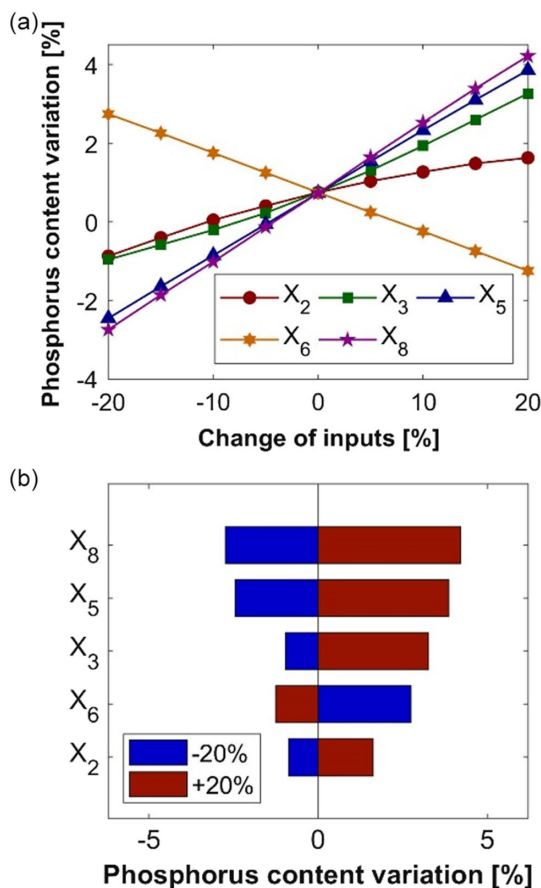 (a)
Phosphorus content variation [%]
4
2
0
-2
-4
X2 X3 X5
X6 X8
-20 -10 0 10 20
Change of inputs [%]
(b)
X8
X5
X3
X6
X2
-20%
+20%
-5 0 5
Phosphorus content variation [%]